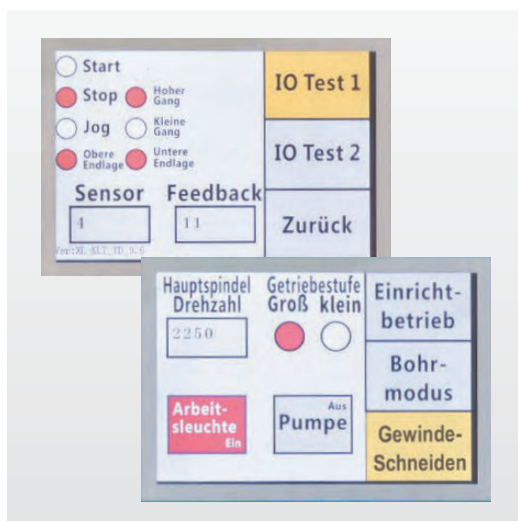 Start
Stop
Hoher
Gang
Jog
Kleine
Gang
Obere
Endlage
Untere
Endlage
Sensor
Feedback
4
11
IO Test 1
IO Test 2
Zurück
Hauptspindel
Drehzahl
2250
Getriebestufe
Groß klein
Arbeit-
sleuchte
Ein
Aus
Pumpe
Einricht-
betrieb
Bohr-
modus
Gewinde-
Schneiden